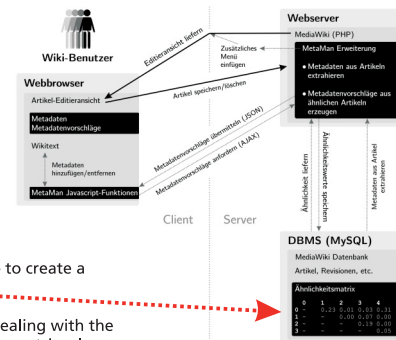 Wiki-Benutzer
Webbrowser
Artikel-Editieransicht
Metadaten
Metadatenvorschläge
Wikitext
Metadaten
hinzufügen/entfernen
MetaMan Javascript-Funktionen
Editieransicht liefern
Zusätzliches
Menü
einfügen
Artikel speichern/löschen
Metadatenvorschläge übermitteln (JSON)
Metadatenvorschläge anfordern (AJAX)
Client
Server
Webserver
MediaWiki (PHP)
MetaMan Erweiterung
• Metadaten aus Artikeln
extrahieren
• Metadatenvorschläge aus
ähnlichen Artikeln
erzeugen
Ähnlichkeit liefern
Ähnlichkeitswerte speichern
Metadaten aus Artikel
extrahieren
DBMS (MySQL)
MediaWiki Datenbank
Artikel, Revisionen, etc.
Ähnlichkeitsmatrix
0 1 2 3 4
0 - 0.23 0.01 0.03 0.31
1 - - 0.00 0.07 0.00
2 - - - 0.19 0.00
3 - - - - 0.05
to create a
ealing with the